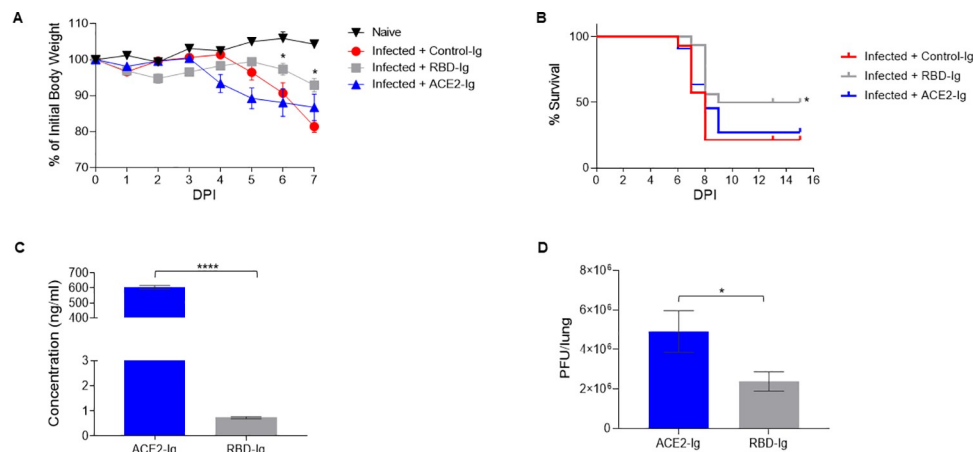 A
% of Initial Body Weight
110
100
90
80
70
0 1 2 3 4 5 6 7
DPI
* *
Naive
Infected + Control-Ig
Infected + RBD-Ig
Infected + ACE2-Ig
B
% Survival
100
50
0
0 2 4 6 8 10 12 14 16
DPI
*
Infected + Control-Ig
Infected + RBD-Ig
Infected + ACE2-Ig
C
Concentration (ng/ml)
700
600
500
400
3
2
1
0
****
ACE2-Ig RBD-Ig
D
PFU/lung
8×10⁶
6×10⁶
4×10⁶
2×10⁶
0
*
ACE2-Ig RBD-Ig